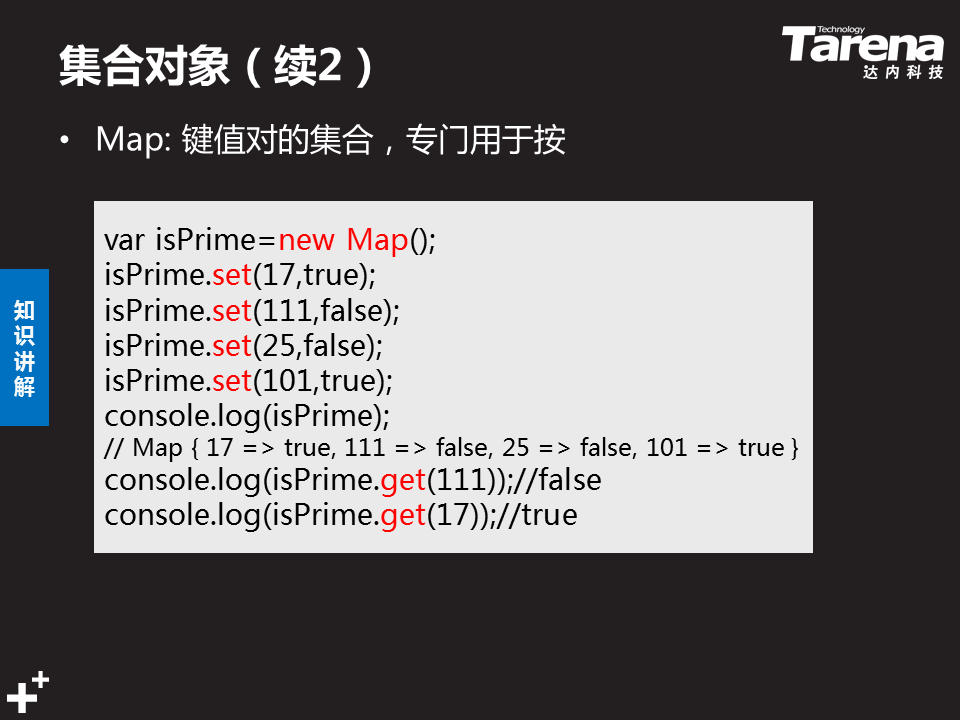 集合对象（续2）
Technology
Tarena
达内科技
• Map: 键值对的集合，专门用于按
知识讲解
var isPrime=new Map();
isPrime.set(17,true);
isPrime.set(111,false);
isPrime.set(25,false);
isPrime.set(101,true);
console.log(isPrime);
// Map { 17 => true, 111 => false, 25 => false, 101 => true }
console.log(isPrime.get(111));//false
console.log(isPrime.get(17));//true